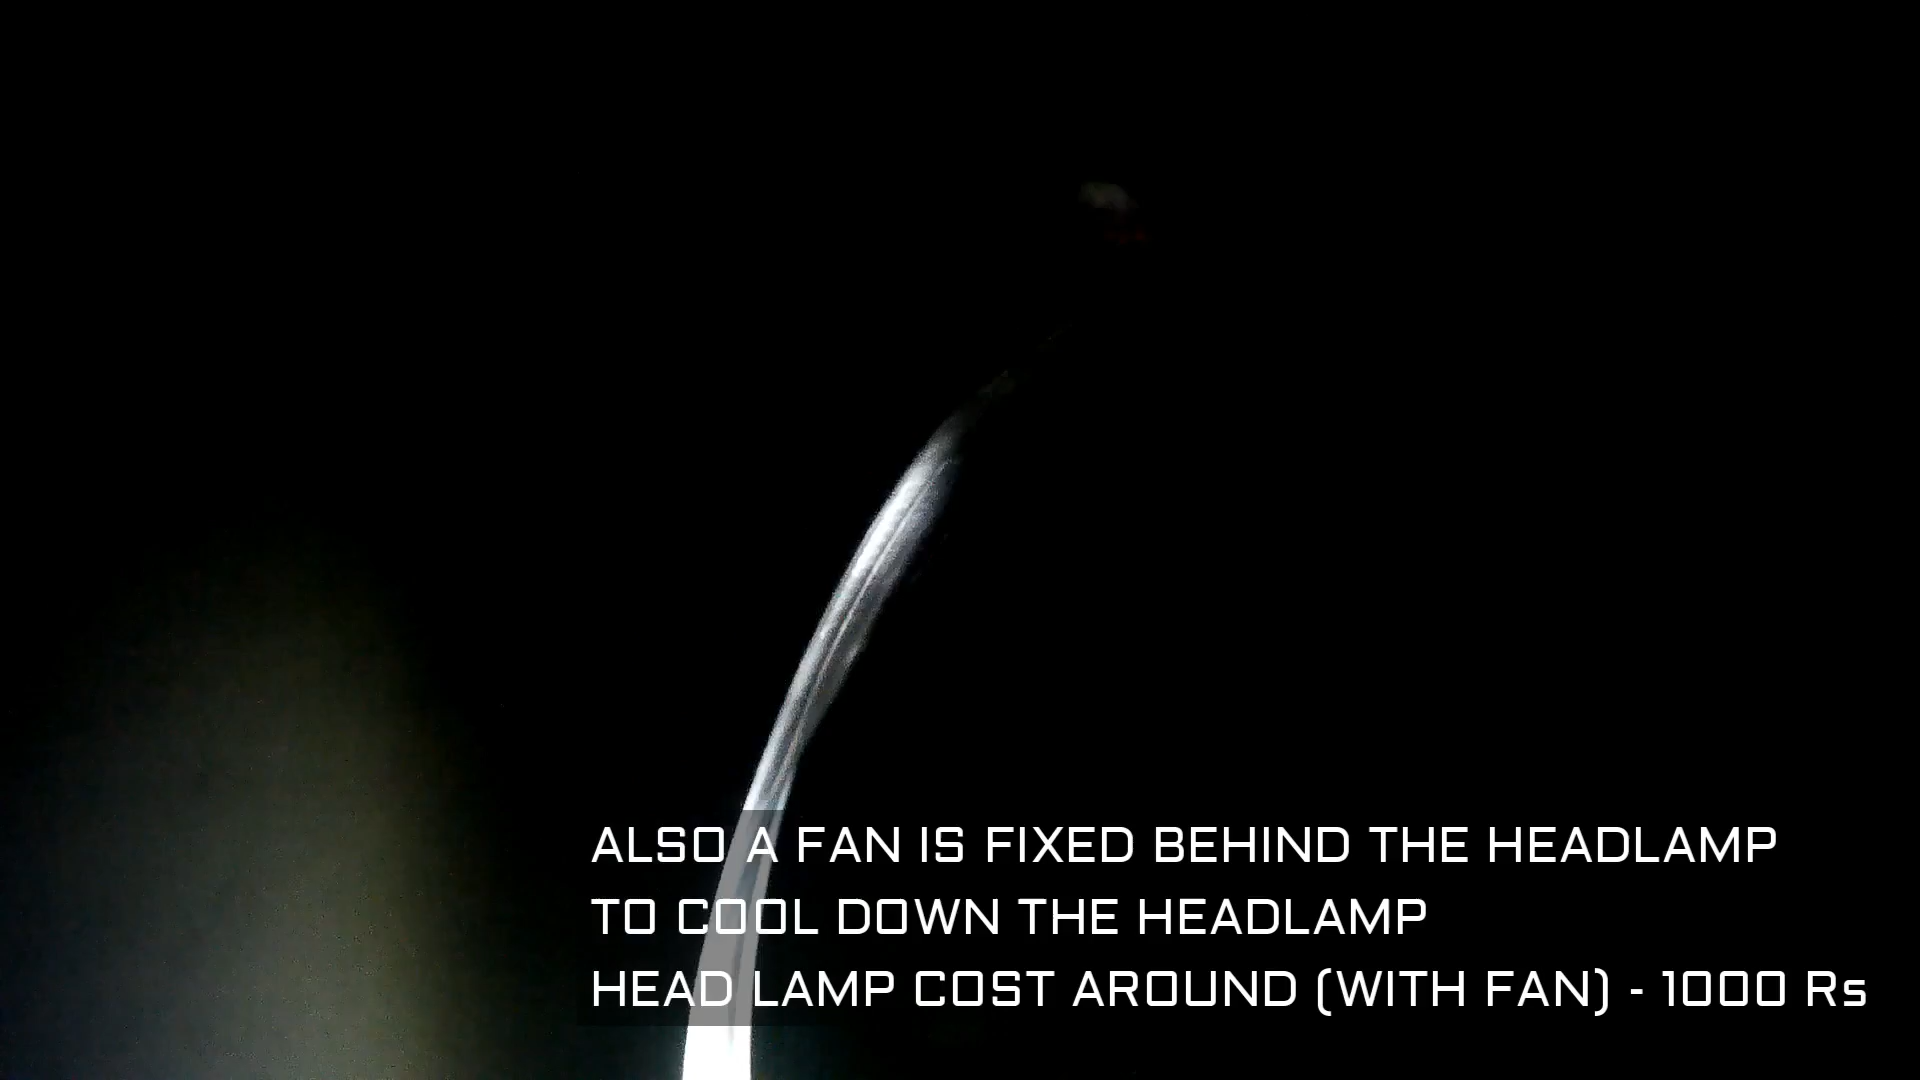 ALSO A FAN IS FIXED BEHIND THE HEADLAMP
TO COOL DOWN THE HEADLAMP
HEAD LAMP COST AROUND (WITH FAN) - 1000 Rs